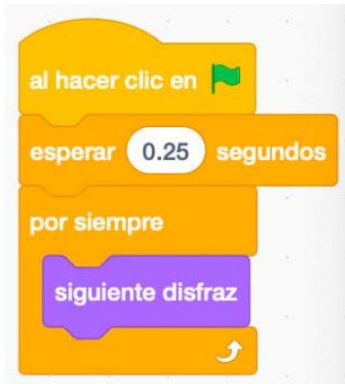 al hacer clic en
esperar 0.25 segundos
por siempre
siguiente disfraz